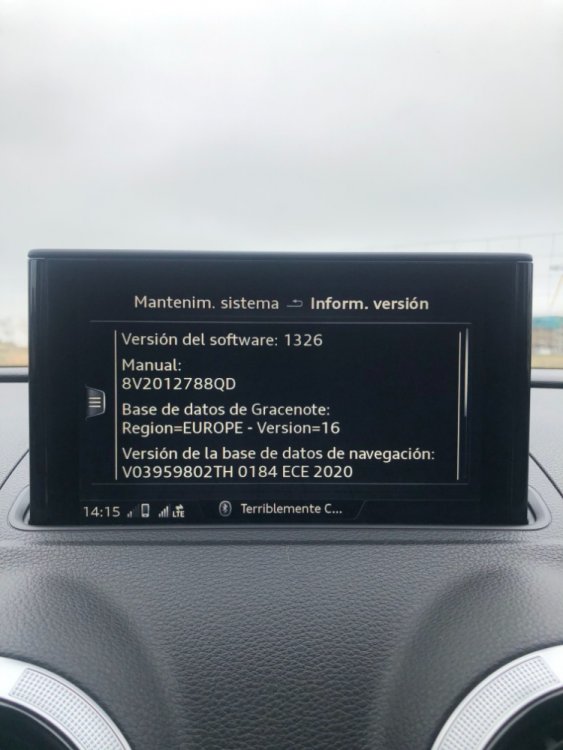 Mantenim. sistema Inform. versión
Versión del software: 1326
Manual:
8V2012788QD
Base de datos de Gracenote:
Region=EUROPE - Version=16
Versión de la base de datos de navegación:
V03959802TH 0184 ECE 2020
14:15 LTE Terriblemente C...